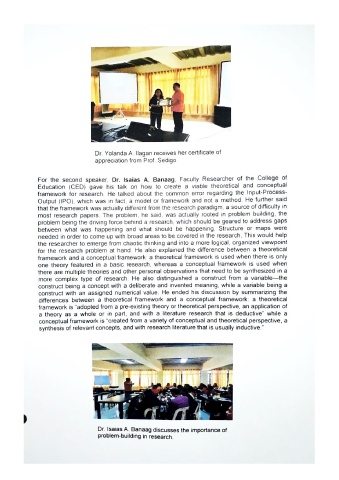 Dr. Yolanda A. Ilagan receives her certificate of
appreciation from Prof. Sedigo
For the second speaker, Dr. Isaias A. Banaag, Faculty Researcher of the College of
Education (CED) gave his talk on how to create a viable theoretical and conceptual
framework for research. He talked about the common error regarding the Input-Process-
Output (IPO), which was in fact, a model or framework and not a method. He further said
that the framework was actually different from the research paradigm, a source of difficulty in
most research papers. The problem, he said, was actually rooted in problem building, the
problem being the driving force behind a research, which should be geared to address gaps
between what was happening and what should be happening. Structure or maps were
needed in order to come up with broad areas to be covered in the research. This would help
the researcher to emerge from chaotic thinking and into a more logical, organized viewpoint
for the research problem at hand. He also explained the difference between a theoretical
framework and a conceptual framework: a theoretical framework is used when there is only
one theory featured in a basic research, whereas a conceptual framework is used when
there are multiple theories and other personal observations that need to be synthesized in a
more complex type of research. He also distinguished a construct from a variable—the
construct being a concept with a deliberate and invented meaning, while a variable being a
construct with an assigned numerical value. He ended his discussion by summarizing the
differences between a theoretical framework and a conceptual framework: a theoretical
framework is "adopted from a pre-existing theory or theoretical perspective, an application of
a theory as a whole or in part, and with a literature research that is deductive" while a
conceptual framework is "created from a variety of conceptual and theoretical perspective, a
synthesis of relevant concepts, and with research literature that is usually inductive."
Dr. Isaias A. Banaag discusses the importance of
problem-building in research.